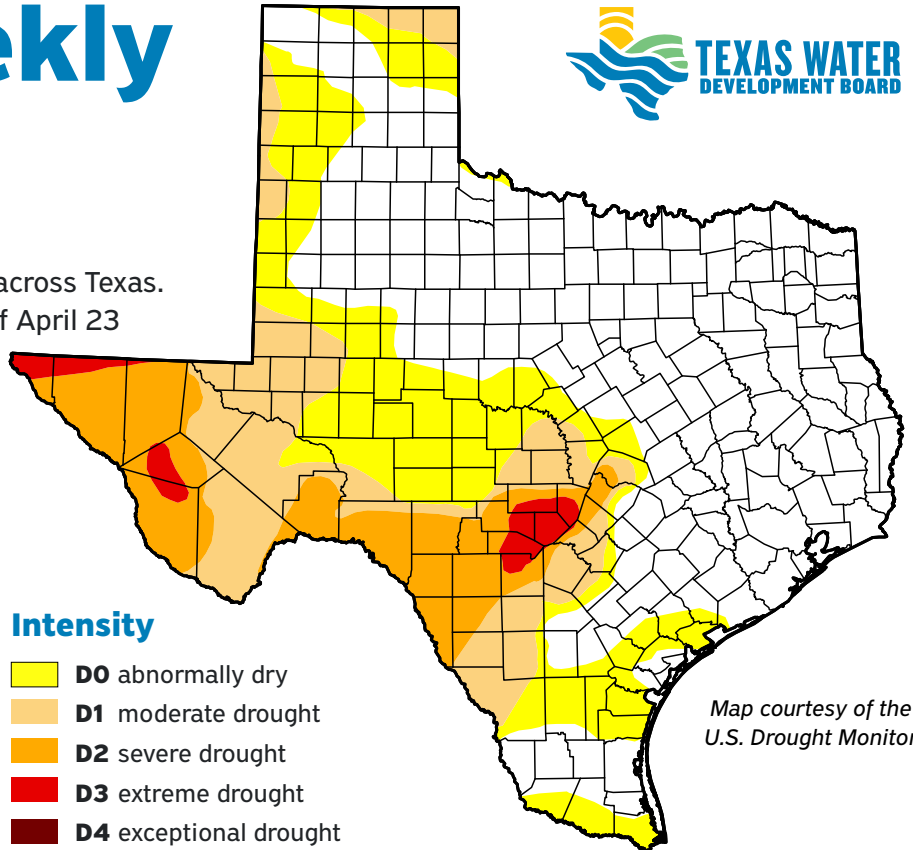 ekly
TEXAS WATER
DEVELOPMENT BOARD
across Texas.
f April 23
Intensity
D0 abnormally dry
D1 moderate drought
D2 severe drought
D3 extreme drought
D4 exceptional drought
Map courtesy of the
U.S. Drought Monitor